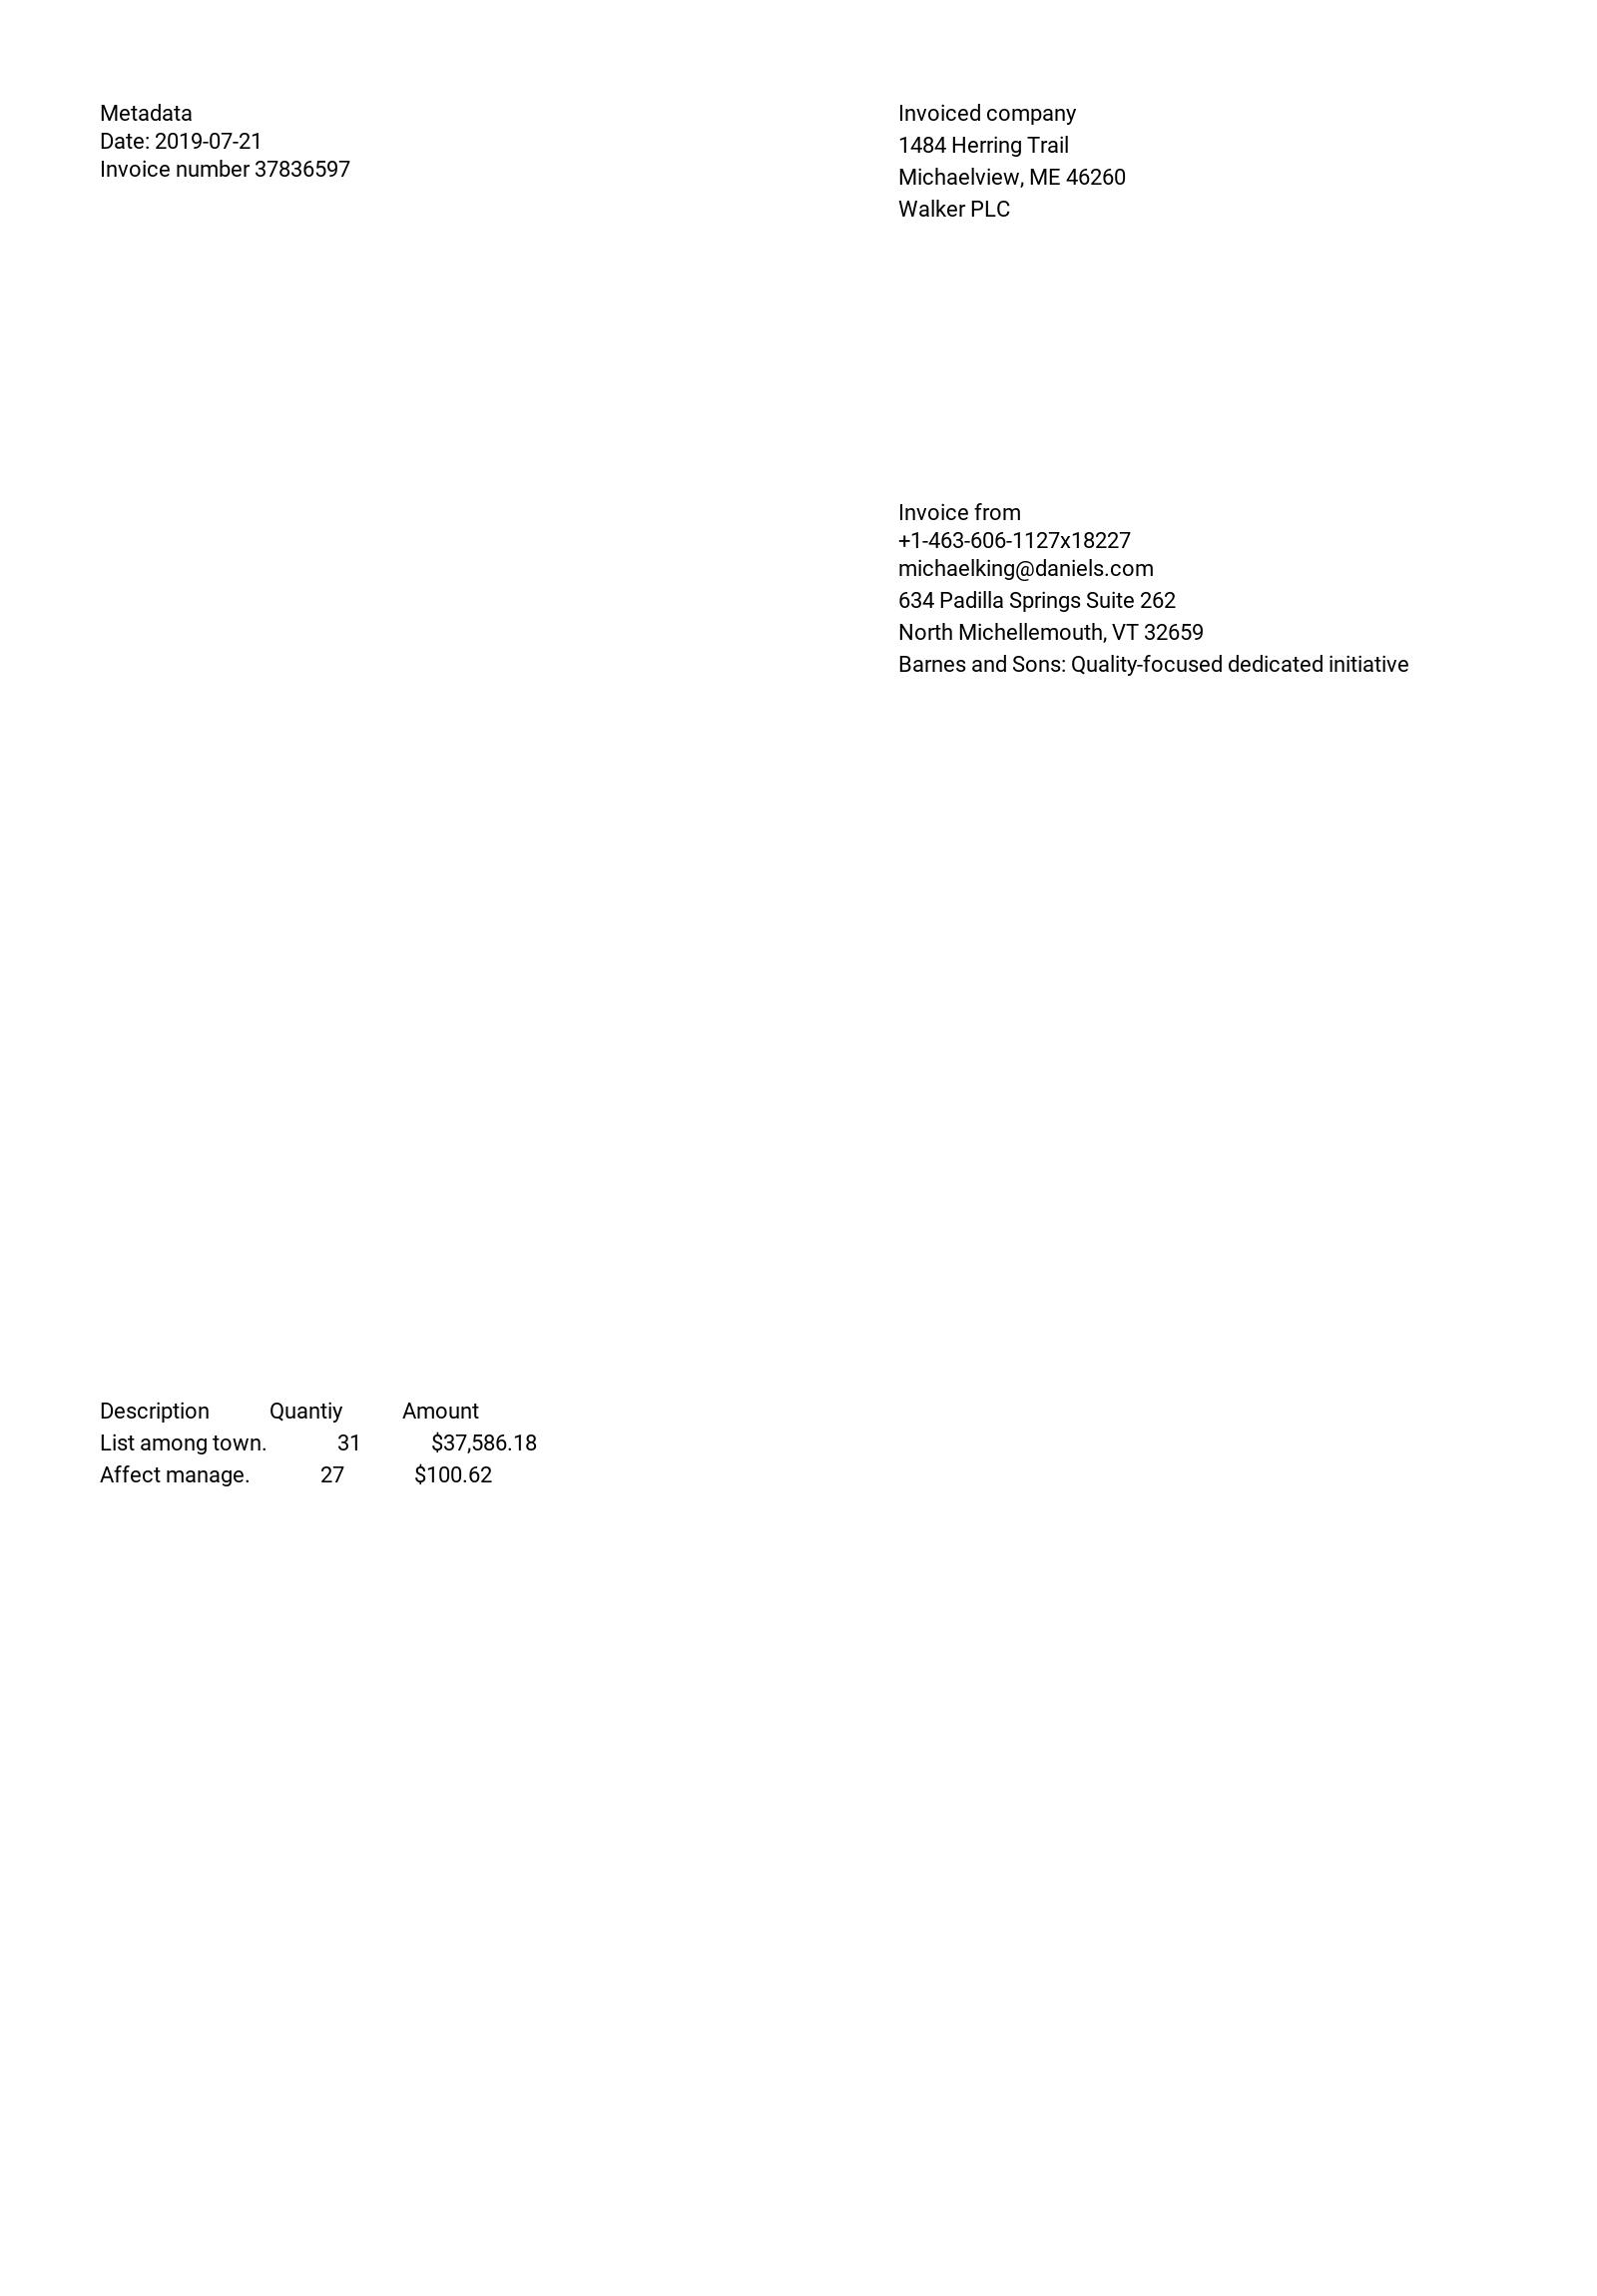 Metadata
Date: 2019-07-21
Invoice number 37836597
Invoiced company
1484 Herring Trail
Michaelview, ME 46260
Walker PLC
Invoice from
+1-463-606-1127x18227
michaelking@daniels.com
634 Padilla Springs Suite 262
North Michellemouth, VT 32659
Barnes and Sons: Quality-focused dedicated initiative
Description Quantiy Amount
List among town. 31 $37,586.18
Affect manage. 27 $100.62